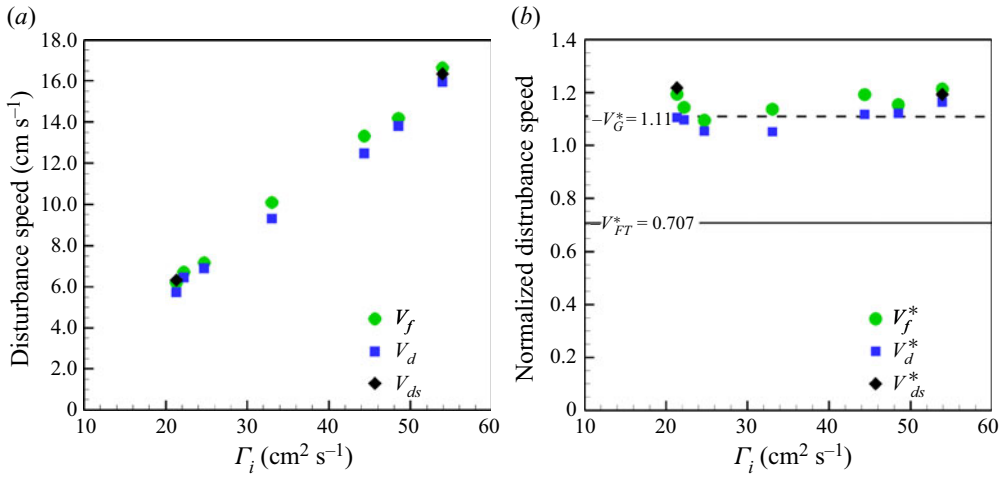 (a)
18.0
16.0
14.0
12.0
10.0
8.0
6.0
4.0
2.0
0
Disturbance speed (cm s⁻¹)
V_f
V_d
V_ds
10 20 30 40 50 60
Γ_i (cm² s⁻¹)
(b)
1.4
1.2
1.0
0.8
0.6
0.4
0.2
0
Normalized distrubance speed
–V*_G = 1.11
–V*_FT = 0.707
V*_f
V*_d
V*_ds
10 20 30 40 50 60
Γ_i (cm² s⁻¹)